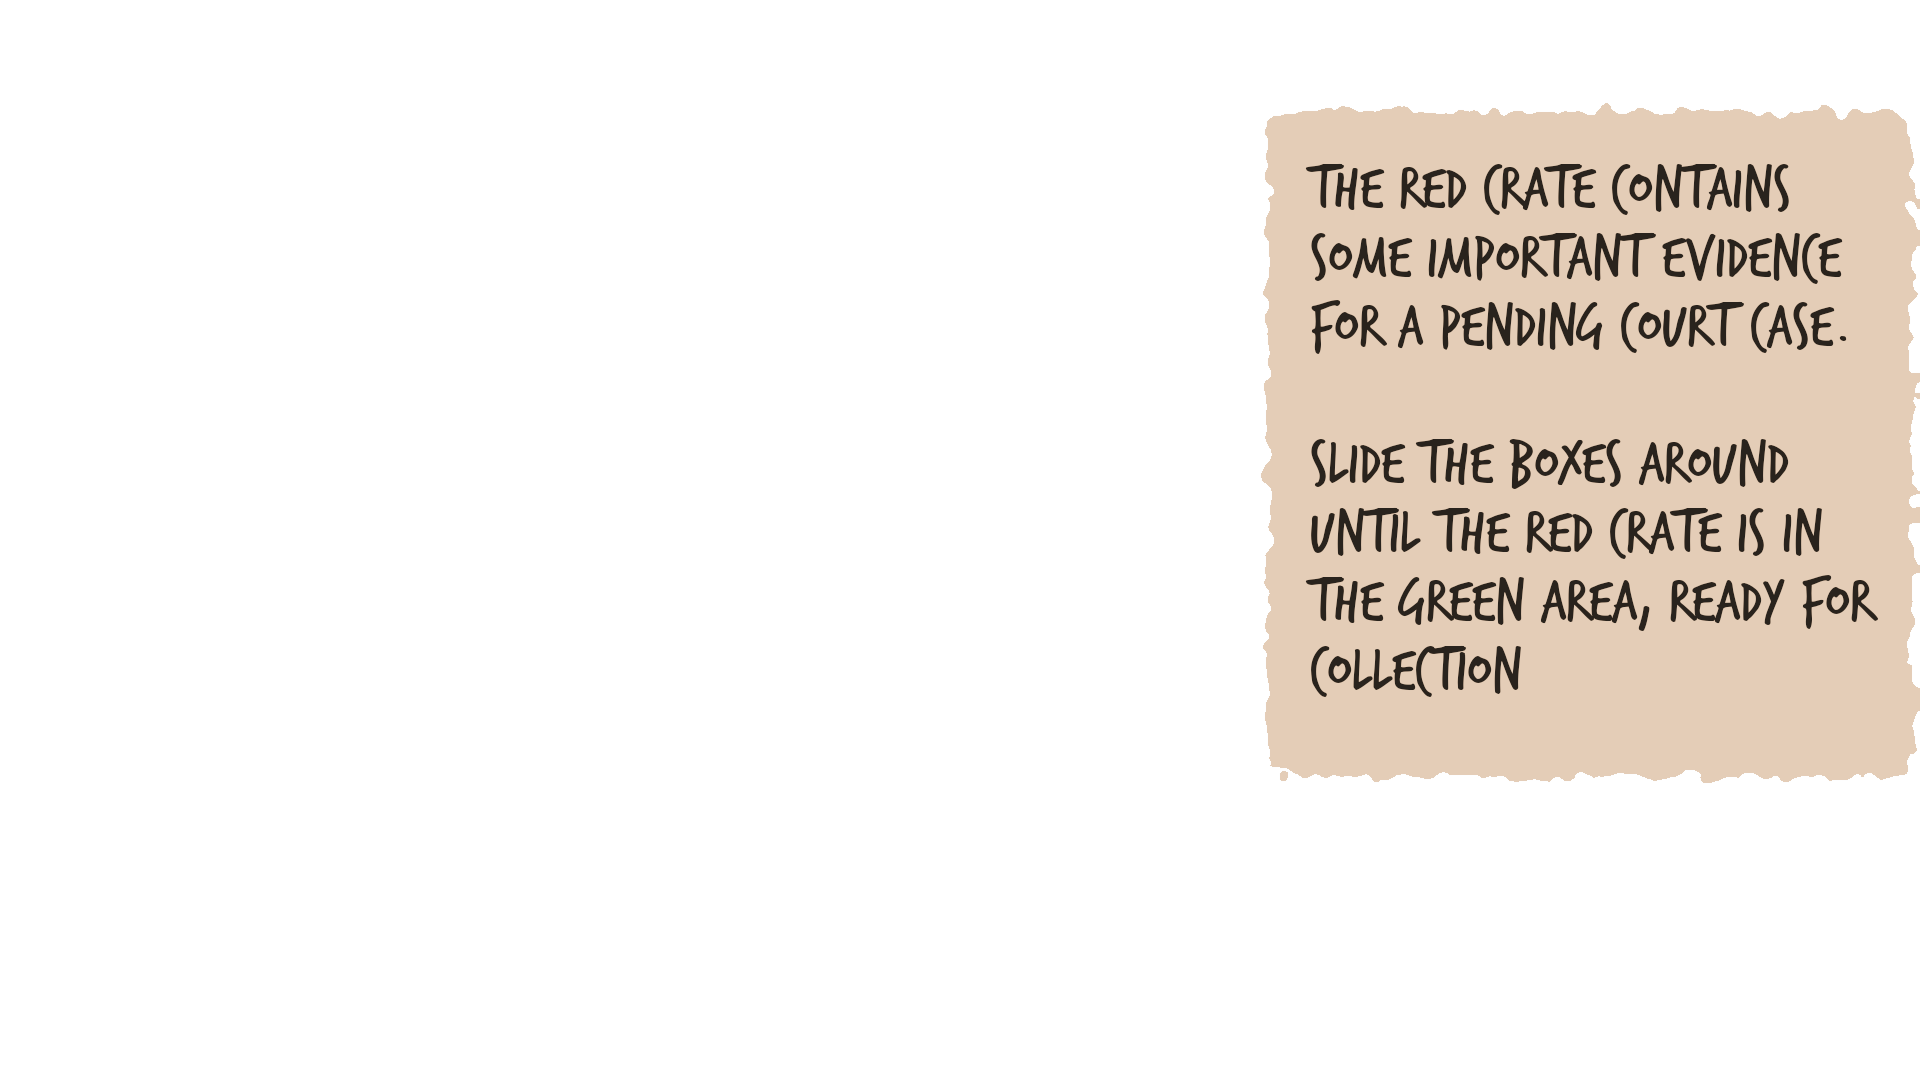 THE RED CRATE CONTAINS
SOME IMPORTANT EVIDENCE
FOR A PENDING COURT CASE.
SLIDE THE BOXES AROUND
UNTIL THE RED CRATE IS IN
THE GREEN AREA, READY FOR
COLLECTION